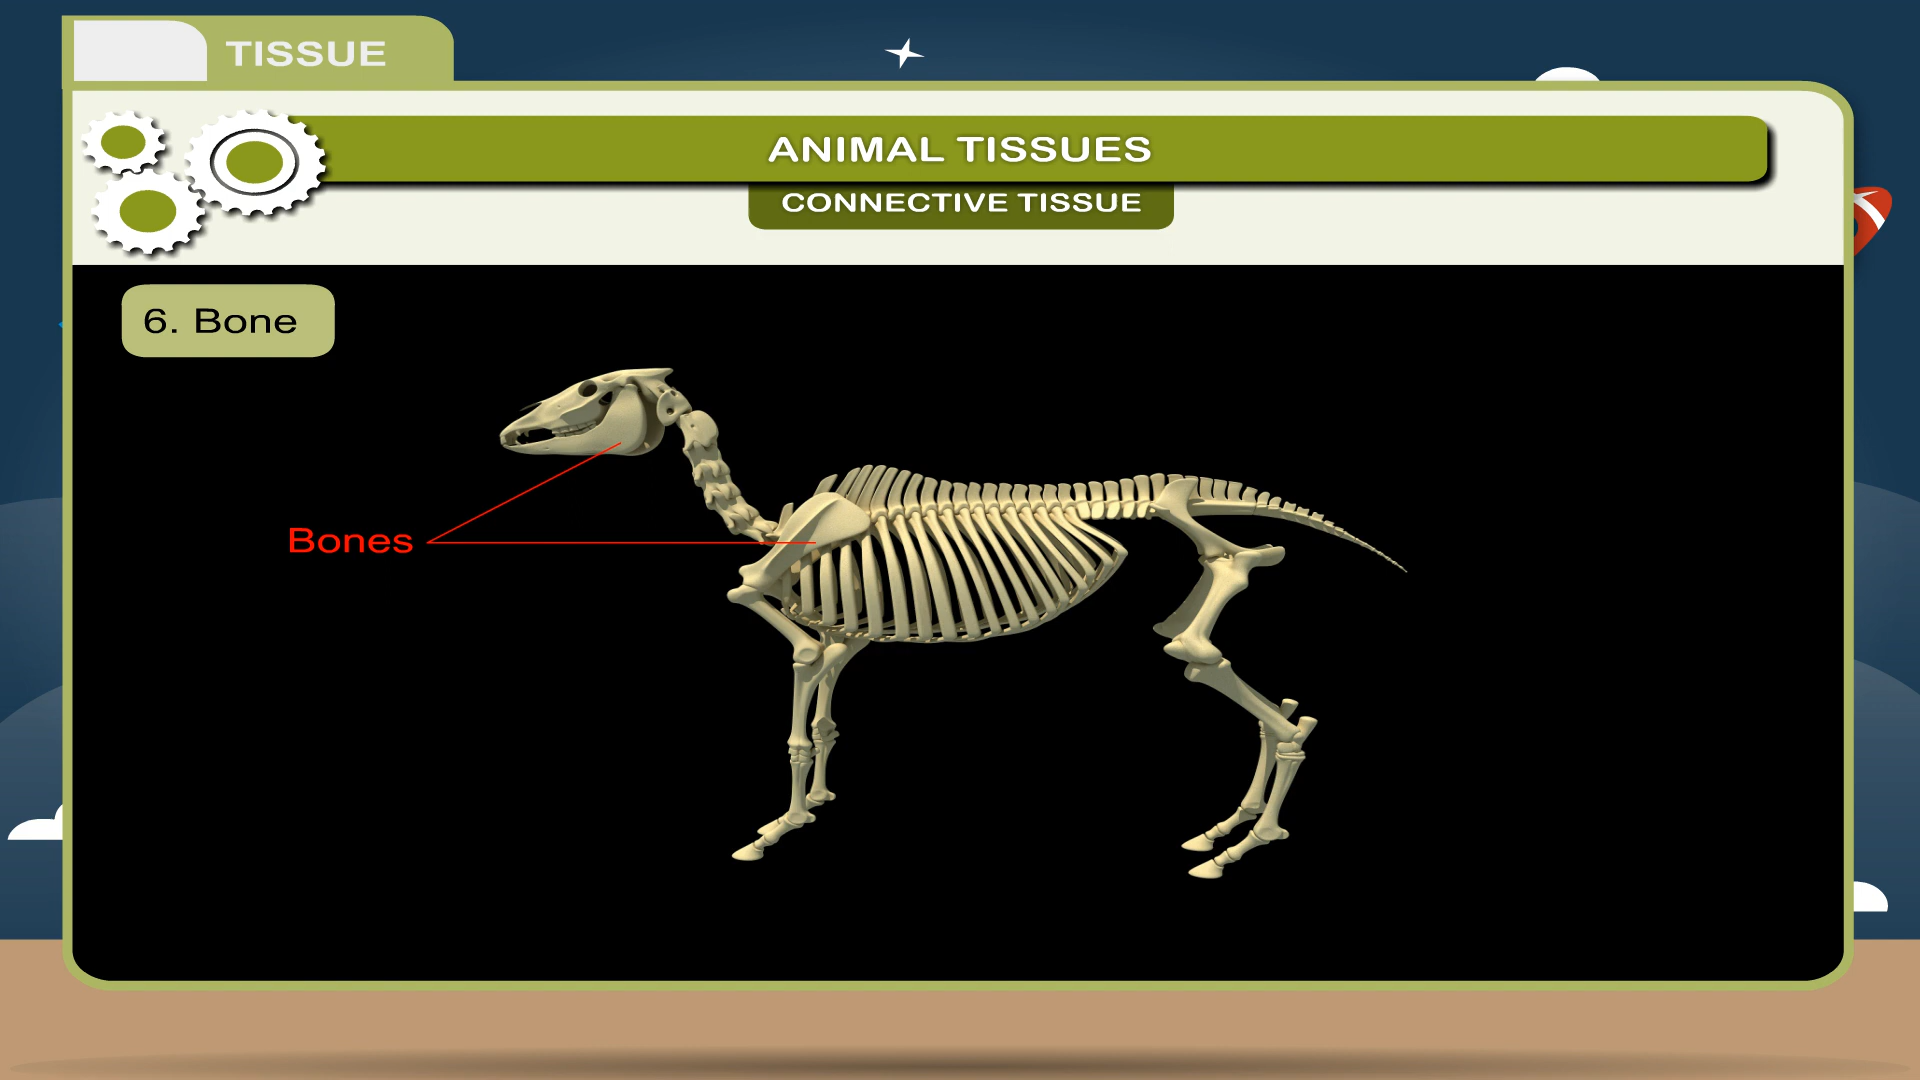 TISSUE
ANIMAL TISSUES
CONNECTIVE TISSUE
6. Bone
Bones